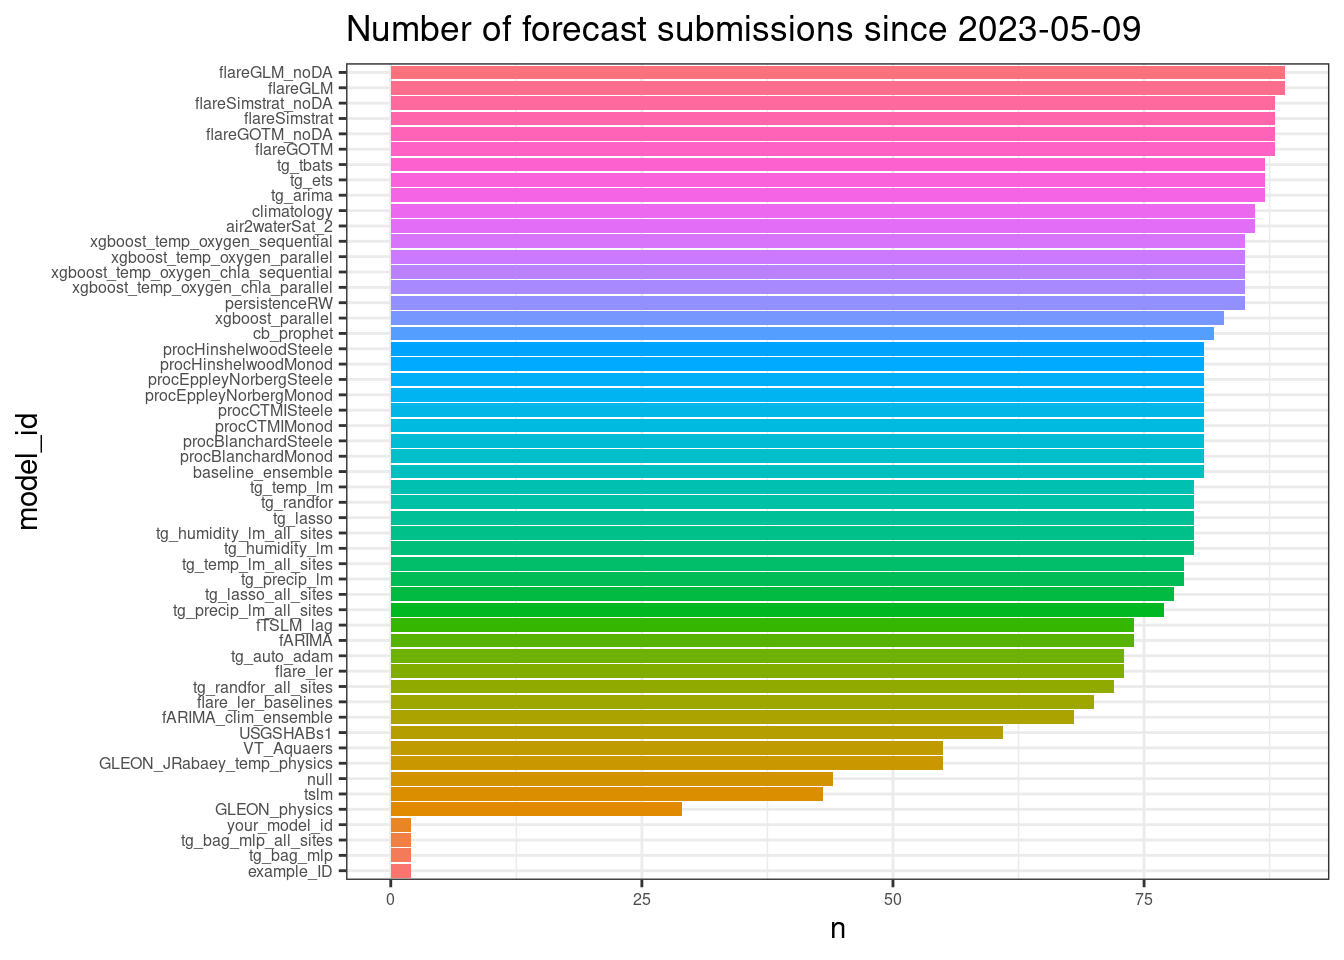 Number of forecast submissions since 2023-05-09
flareGLM_noDA
flareGLM
flareSimstrat_noDA
flareSimstrat
flareGOTM_noDA
flareGOTM
tg_tbats
tg_ets
tg_arima
climatology
air2waterSat_2
xgboost_temp_oxygen_sequential
xgboost_temp_oxygen_parallel
xgboost_temp_oxygen_chla_sequential
xgboost_temp_oxygen_chla_parallel
persistenceRW
xgboost_parallel
cb_prophet
procHinshelwoodSteele
procHinshelwoodMonod
procEppleyNorbergSteele
procEppleyNorbergMonod
procCTMISteele
procCTMIMonod
procBlanchardSteele
procBlanchardMonod
baseline_ensemble
tg_temp_lm
tg_randfor
tg_lasso
tg_humidity_lm_all_sites
tg_humidity_lm
tg_temp_lm_all_sites
tg_precip_lm
tg_lasso_all_sites
tg_precip_lm_all_sites
fTSLM_lag
fARIMA
tg_auto_adam
flare_ler
tg_randfor_all_sites
flare_ler_baselines
fARIMA_clim_ensemble
USGSHABs1
VT_Aquaers
GLEON_JRabaey_temp_physics
null
tslm
GLEON_physics
your_model_id
tg_bag_mlp_all_sites
tg_bag_mlp
example_ID
model_id
0 25 50 75
n